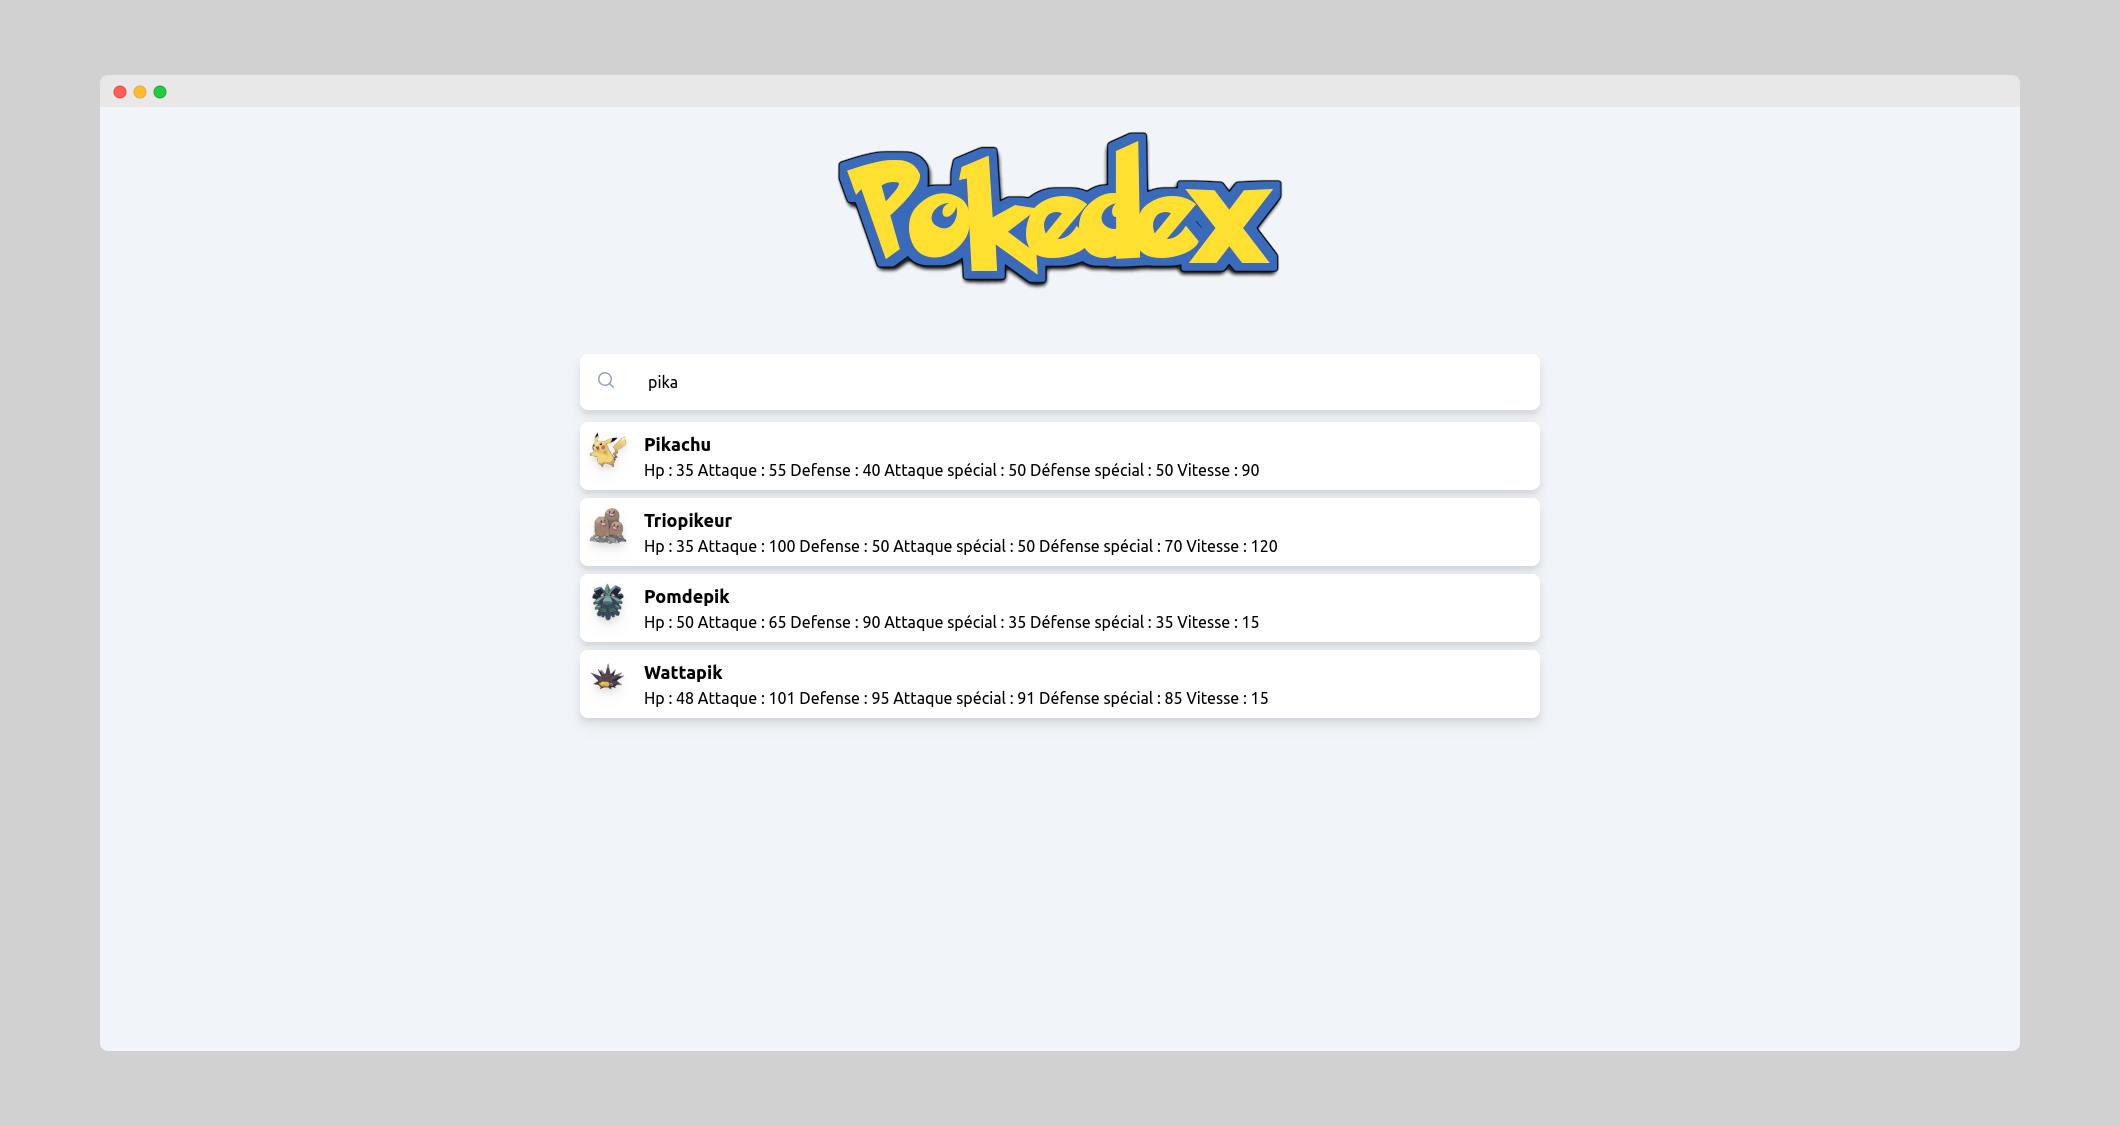 Pokedex
pika
Pikachu
Hp : 35 Attaque : 55 Defense : 40 Attaque spécial : 50 Défense spécial : 50 Vitesse : 90
Triopikeur
Hp : 35 Attaque : 100 Defense : 50 Attaque spécial : 50 Défense spécial : 70 Vitesse : 120
Pomdepik
Hp : 50 Attaque : 65 Defense : 90 Attaque spécial : 35 Défense spécial : 35 Vitesse : 15
Wattapik
Hp : 48 Attaque : 101 Defense : 95 Attaque spécial : 91 Défense spécial : 85 Vitesse : 15